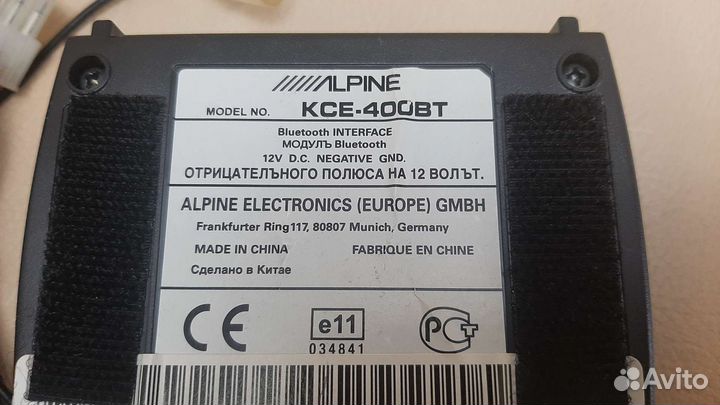 /////ALPINE
MODEL NO. KCE-400BT
Bluetooth INTERFACE
МОДУЛЪ Bluetooth
12V D.C. NEGATIVE GND.
ОТРИЦАТЕЛЪНОГО ПОЛЮСА НА 12 ВОЛЪТ.
ALPINE ELECTRONICS (EUROPE) GMBH
Frankfurter Ring 117, 80807 Munich, Germany
MADE IN CHINA FABRIQUE EN CHINE
Сделано в Китае
CE e11 РСТ
034841
Avito